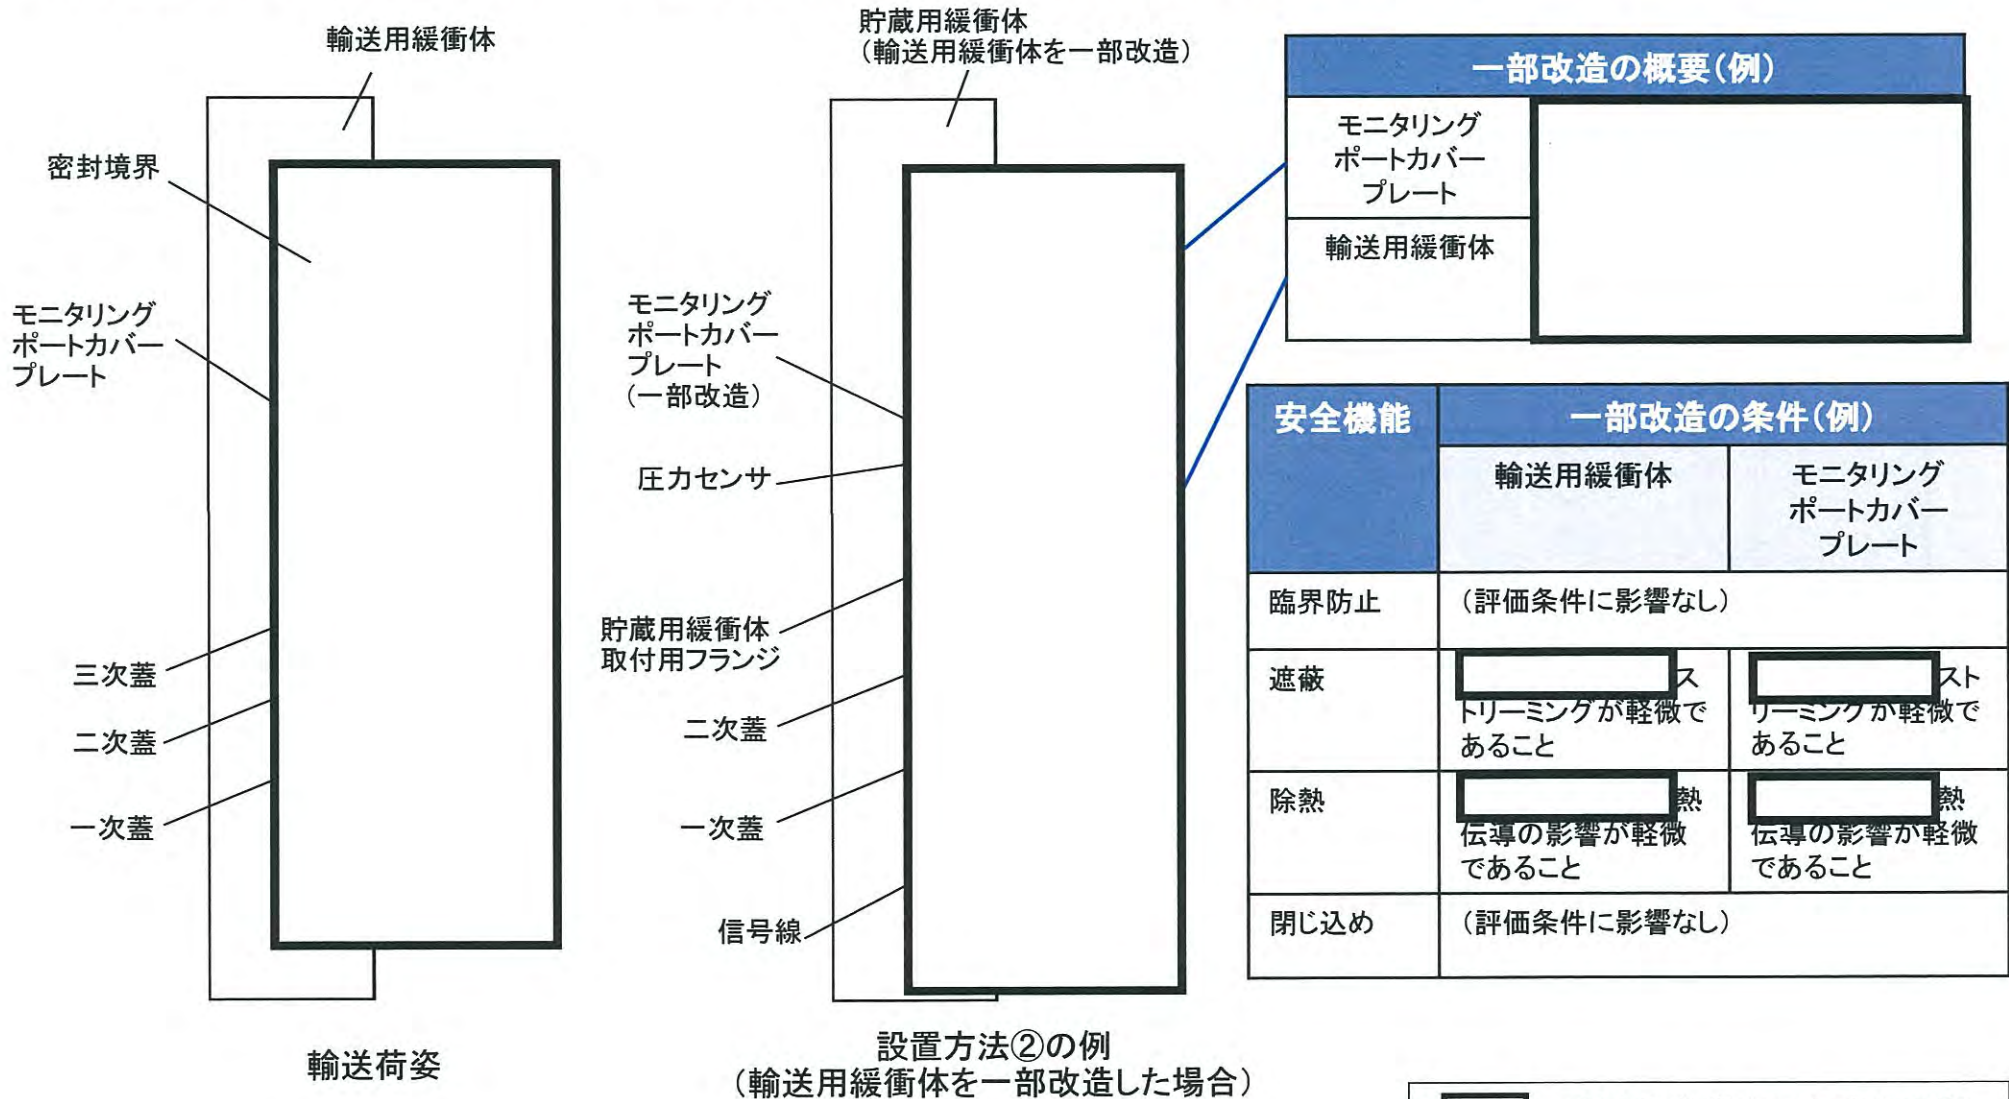 輸送用緩衝体
密封境界
モニタリング
ポートカバー
プレート
三次蓋
二次蓋
一次蓋
輸送荷姿
貯蔵用緩衝体
（輸送用緩衝体を一部改造）
モニタリング
ポートカバー
プレート
（一部改造）
圧力センサ
貯蔵用緩衝体
取付用フランジ
二次蓋
一次蓋
信号線
設置方法②の例
（輸送用緩衝体を一部改造した場合）
一部改造の概要（例）
モニタリング
ポートカバー
プレート
輸送用緩衝体
安全機能
一部改造の条件（例）
輸送用緩衝体
モニタリング
ポートカバー
プレート
臨界防止
（評価条件に影響なし）
遮蔽
ス
トリーミングが軽微で
あること
スト
リーミングが軽微で
あること
除熱
熱
伝導の影響が軽微
であること
熱
伝導の影響が軽微
であること
閉じ込め
（評価条件に影響なし）